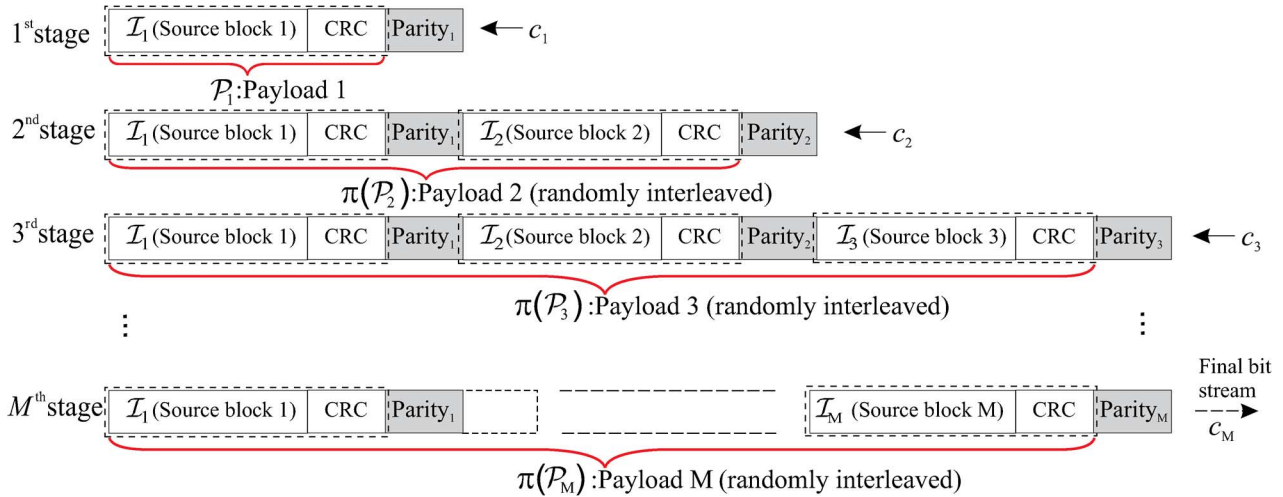 1st stage I1 (Source block 1) CRC Parity1 c1
P1:Payload 1
2nd stage I1 (Source block 1) CRC Parity1 I2 (Source block 2) CRC Parity2 c2
π(P2):Payload 2 (randomly interleaved)
3rd stage I1 (Source block 1) CRC Parity1 I2 (Source block 2) CRC Parity2 I3 (Source block 3) CRC Parity3 c3
π(P3) :Payload 3 (randomly interleaved)
⋮ ⋮
Final bit
stream
Mth stage I1 (Source block 1) CRC Parity1 IM (Source block M) CRC ParityM
cM
π(PM) :Payload M (randomly interleaved)